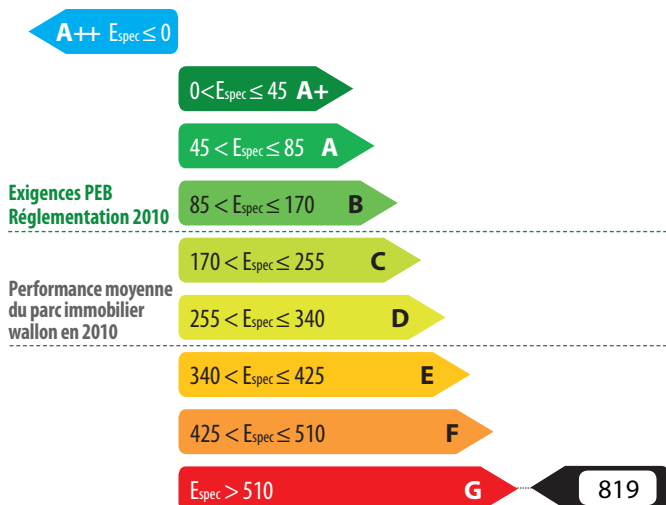 A++ Espec ≤ 0
0<Espec ≤ 45 A+
45 < Espec ≤ 85 A
Exigences PEB
Réglementation 2010
85 < Espec ≤ 170 B
170 < Espec ≤ 255 C
Performance moyenne
du parc immobilier
wallon en 2010
255 < Espec ≤ 340 D
340 < Espec ≤ 425 E
425 < Espec ≤ 510 F
Espec > 510 G
819